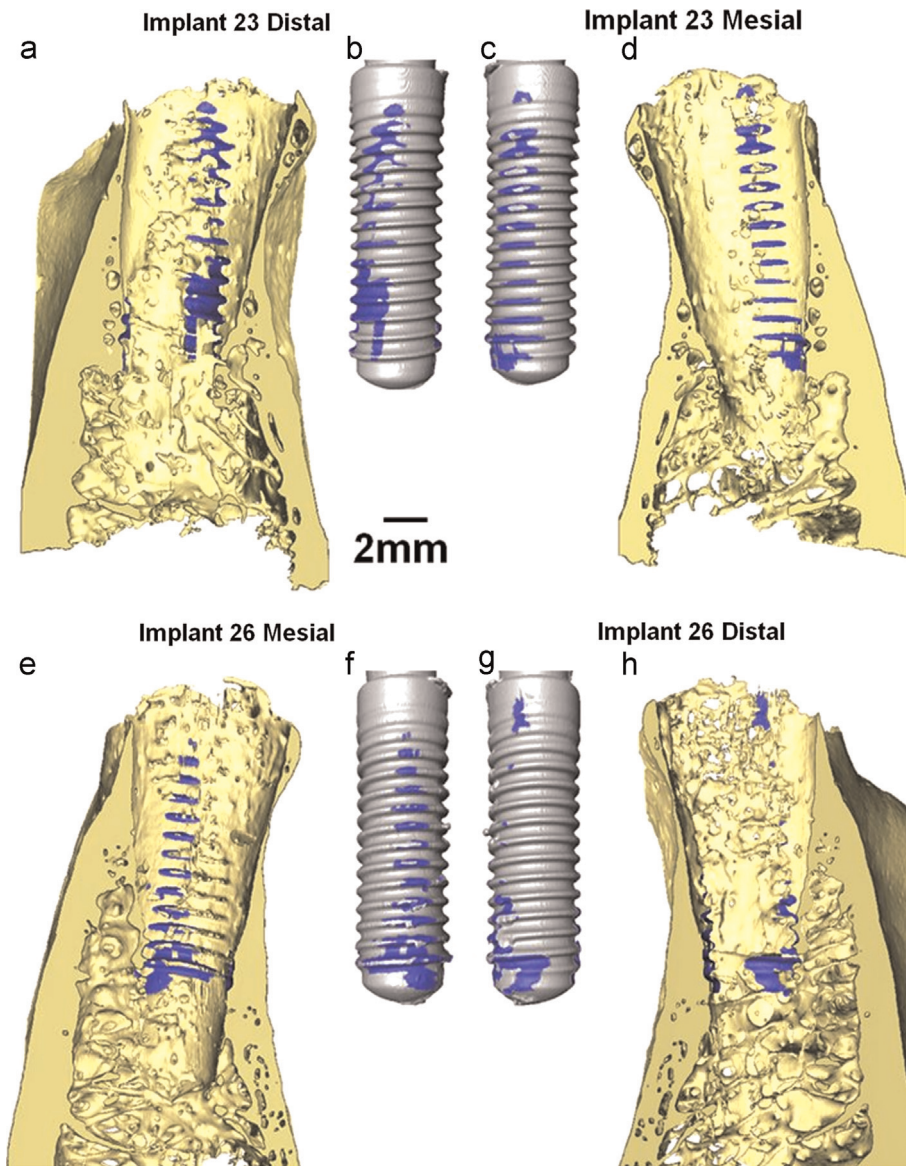 Implant 23 Distal
Implant 23 Mesial
a
b
c
d
2mm
Implant 26 Mesial
Implant 26 Distal
e
f
g
h